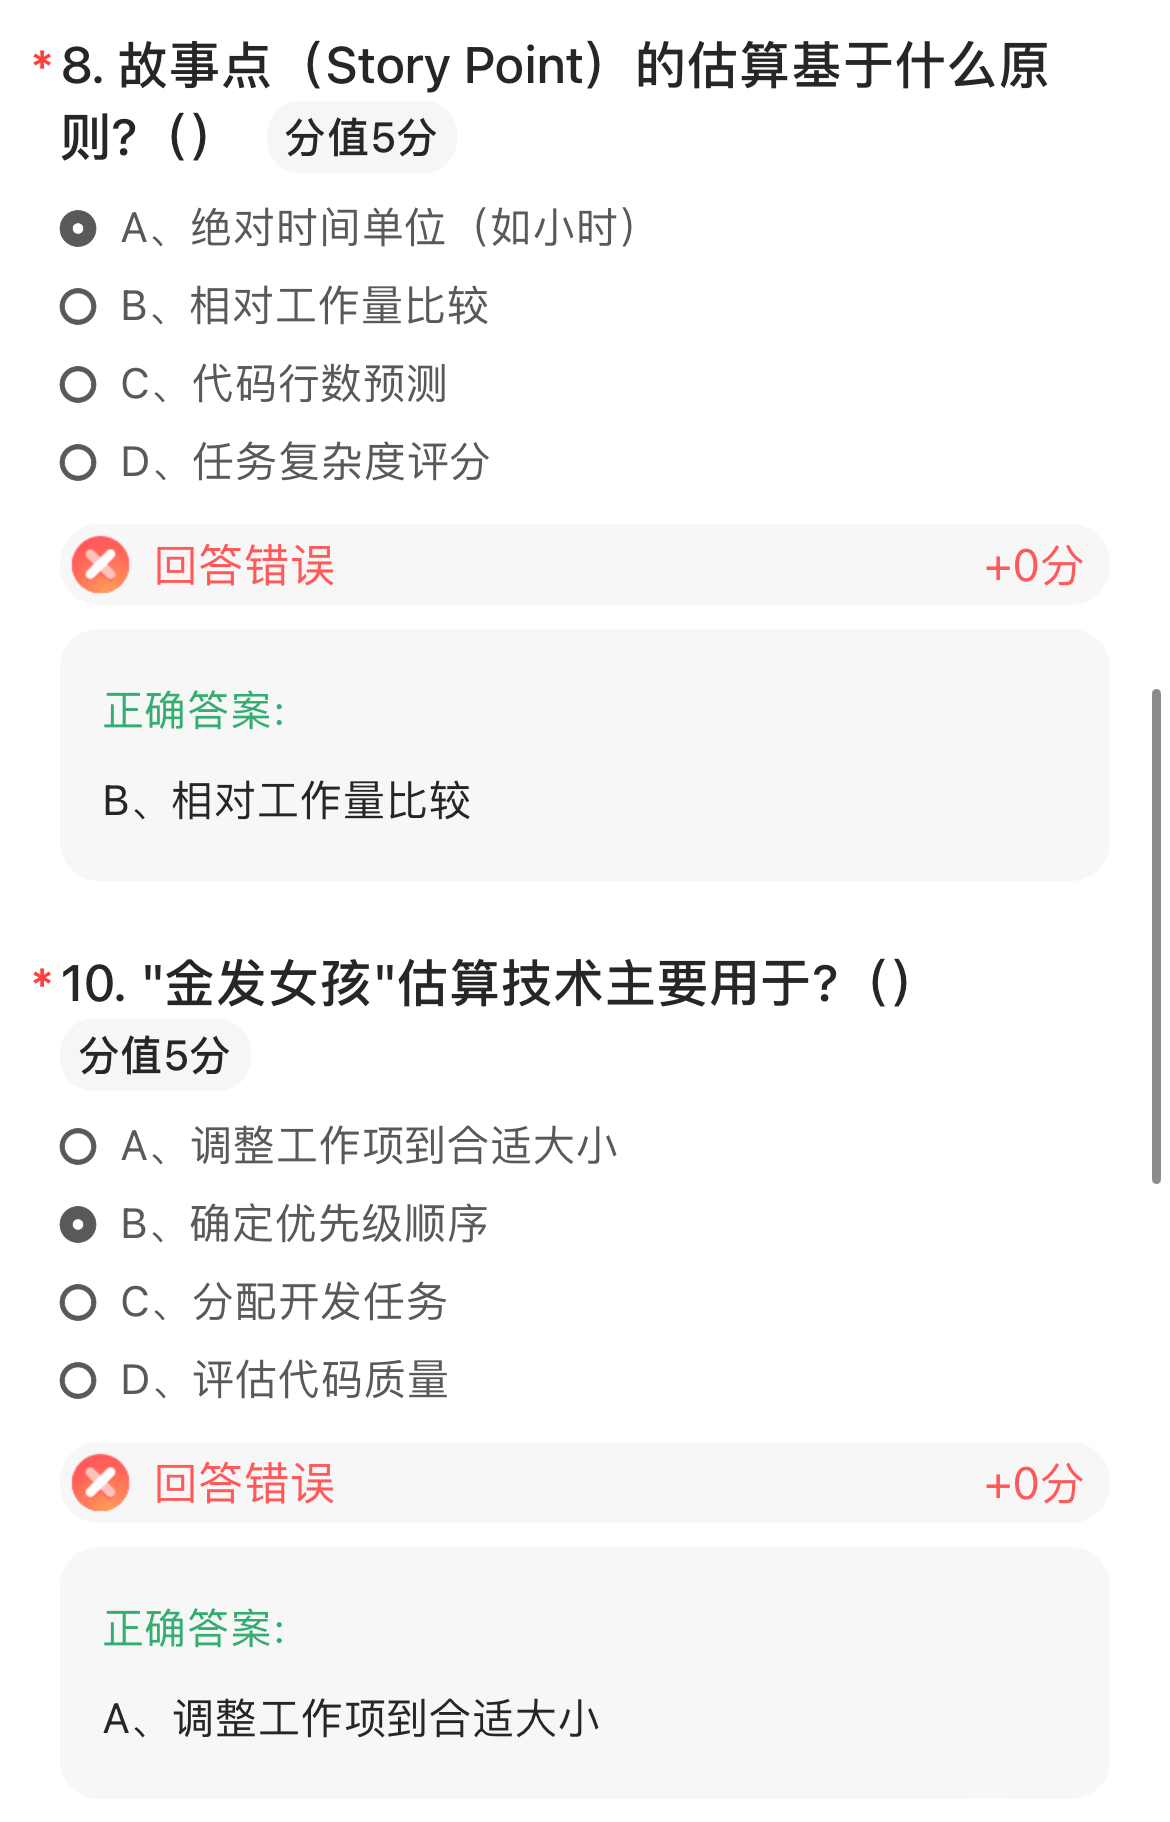 * 8. 故事点（Story Point）的估算基于什么原
则?（） 分值5分
A、绝对时间单位（如小时）
B、相对工作量比较
C、代码行数预测
D、任务复杂度评分
回答错误 +0分
正确答案:
B、相对工作量比较
* 10. "金发女孩"估算技术主要用于?（）
分值5分
A、调整工作项到合适大小
B、确定优先级顺序
C、分配开发任务
D、评估代码质量
回答错误 +0分
正确答案:
A、调整工作项到合适大小